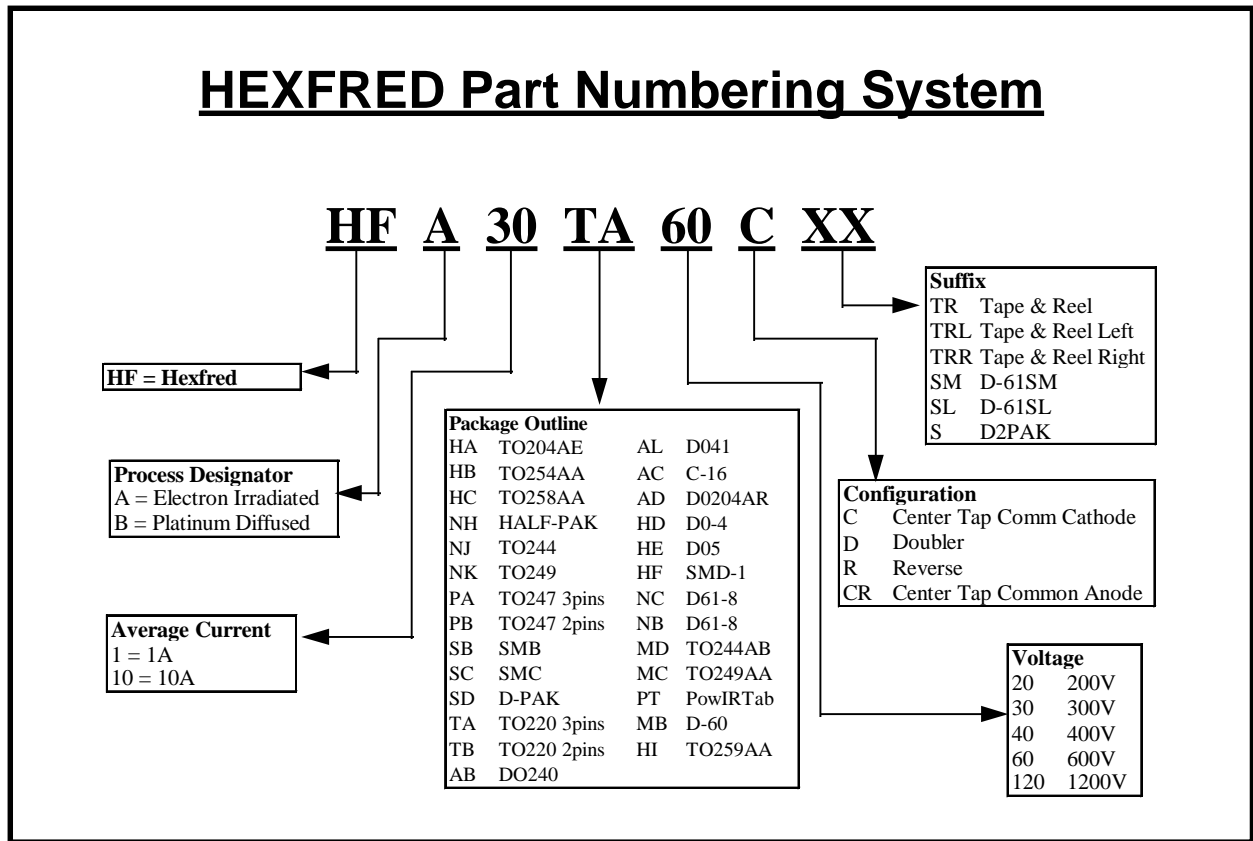 HEXFRED Part Numbering System
HF A 30 TA 60 C XX
Suffix
TR Tape & Reel
TRL Tape & Reel Left
TRR Tape & Reel Right
SM D-61SM
SL D-61SL
S D2PAK
HF = Hexfred
Process Designator
A = Electron Irradiated
B = Platinum Diffused
Average Current
1 = 1A
10 = 10A
Package Outline
HA TO204AE AL D041
HB TO254AA AC C-16
HC TO258AA AD D0204AR
NH HALF-PAK HD D0-4
NJ TO244 HE D05
NK TO249 HF SMD-1
PA TO247 3pins NC D61-8
PB TO247 2pins NB D61-8
SB SMB MD TO244AB
SC SMC MC TO249AA
SD D-PAK PT PowIRTab
TA TO220 3pins MB D-60
TB TO220 2pins HI TO259AA
AB DO240
Configuration
C Center Tap Comm Cathode
D Doubler
R Reverse
CR Center Tap Common Anode
Voltage
20 200V
30 300V
40 400V
60 600V
120 1200V